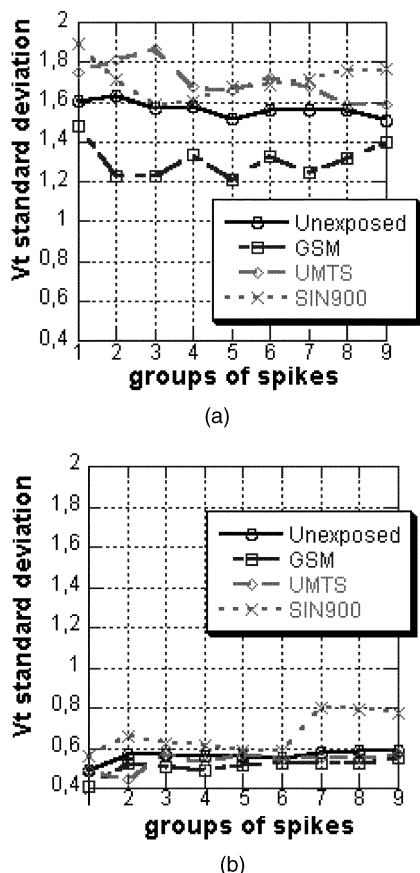 2
1,8
1,6
1,4
1,2
1
0,8
0,6
0,4
Vt standard deviation
Unexposed
GSM
UMTS
SIN900
1 2 3 4 5 6 7 8 9
groups of spikes
(a)
2
1,8
1,6
1,4
1,2
1
0,8
0,6
0,4
Vt standard deviation
Unexposed
GSM
UMTS
SIN900
1 2 3 4 5 6 7 8 9
groups of spikes
(b)